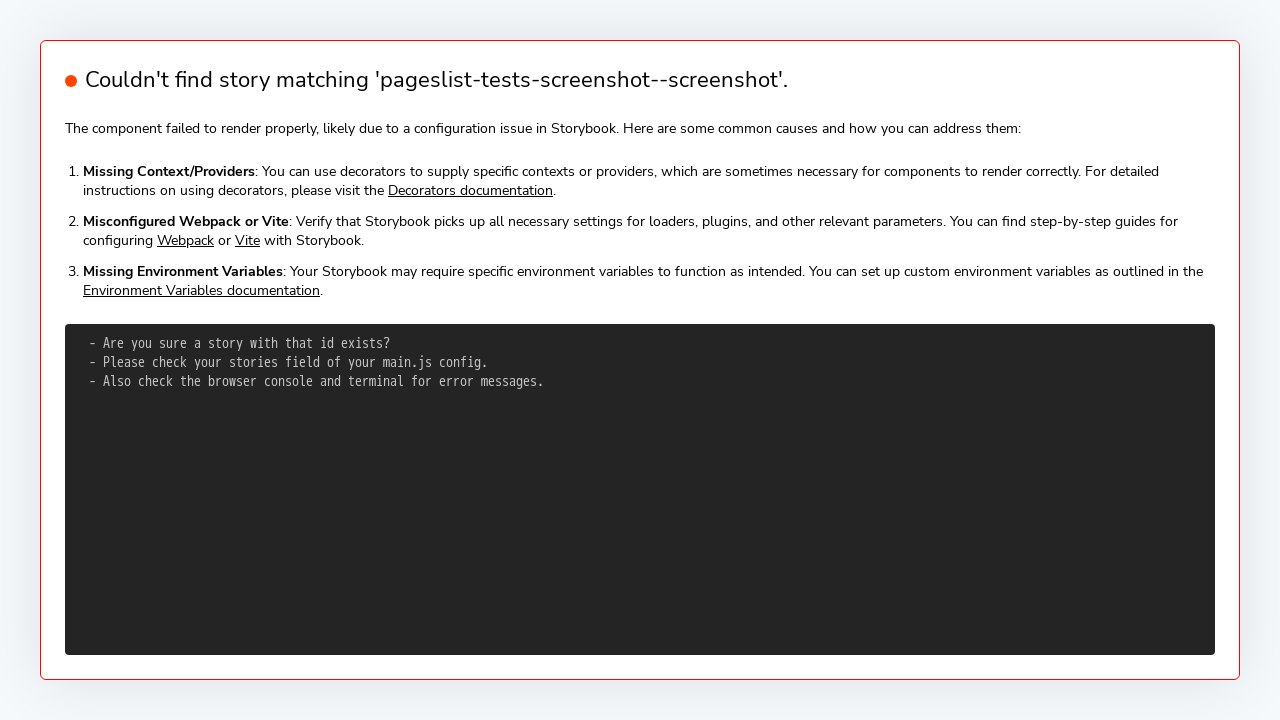 Couldn't find story matching 'pageslist-tests-screenshot--screenshot'.
The component failed to render properly, likely due to a configuration issue in Storybook. Here are some common causes and how you can address them:
1. Missing Context/Providers: You can use decorators to supply specific contexts or providers, which are sometimes necessary for components to render correctly. For detailed
instructions on using decorators, please visit the Decorators documentation.
2. Misconfigured Webpack or Vite: Verify that Storybook picks up all necessary settings for loaders, plugins, and other relevant parameters. You can find step-by-step guides for
configuring Webpack or Vite with Storybook.
3. Missing Environment Variables: Your Storybook may require specific environment variables to function as intended. You can set up custom environment variables as outlined in the
Environment Variables documentation.
- Are you sure a story with that id exists?
- Please check your stories field of your main.js config.
- Also check the browser console and terminal for error messages.